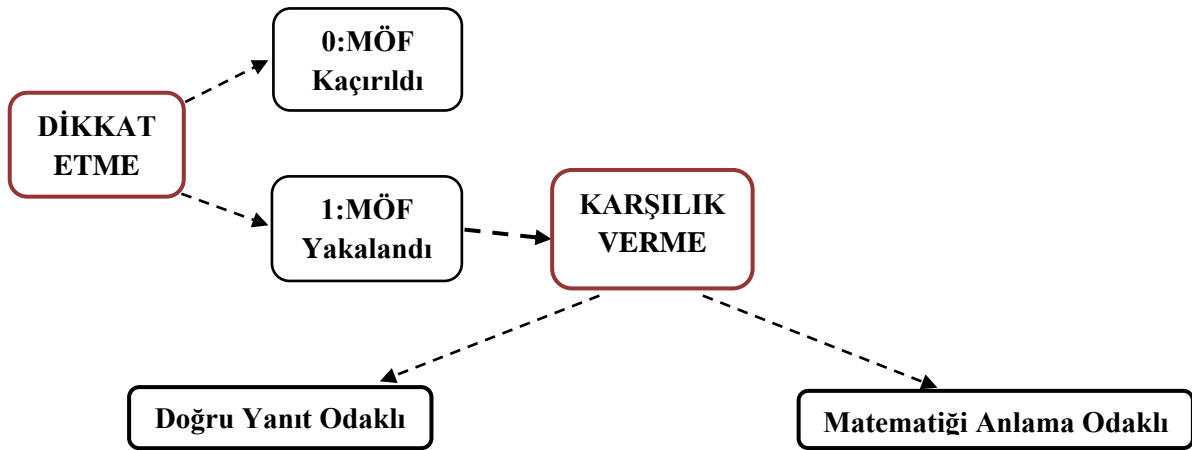 0:MÖF
Kaçırıldı
DİKKAT
ETME
1:MÖF
Yakalandı
KARŞILIK
VERME
Doğru Yanıt Odaklı
Matematiği Anlama Odaklı